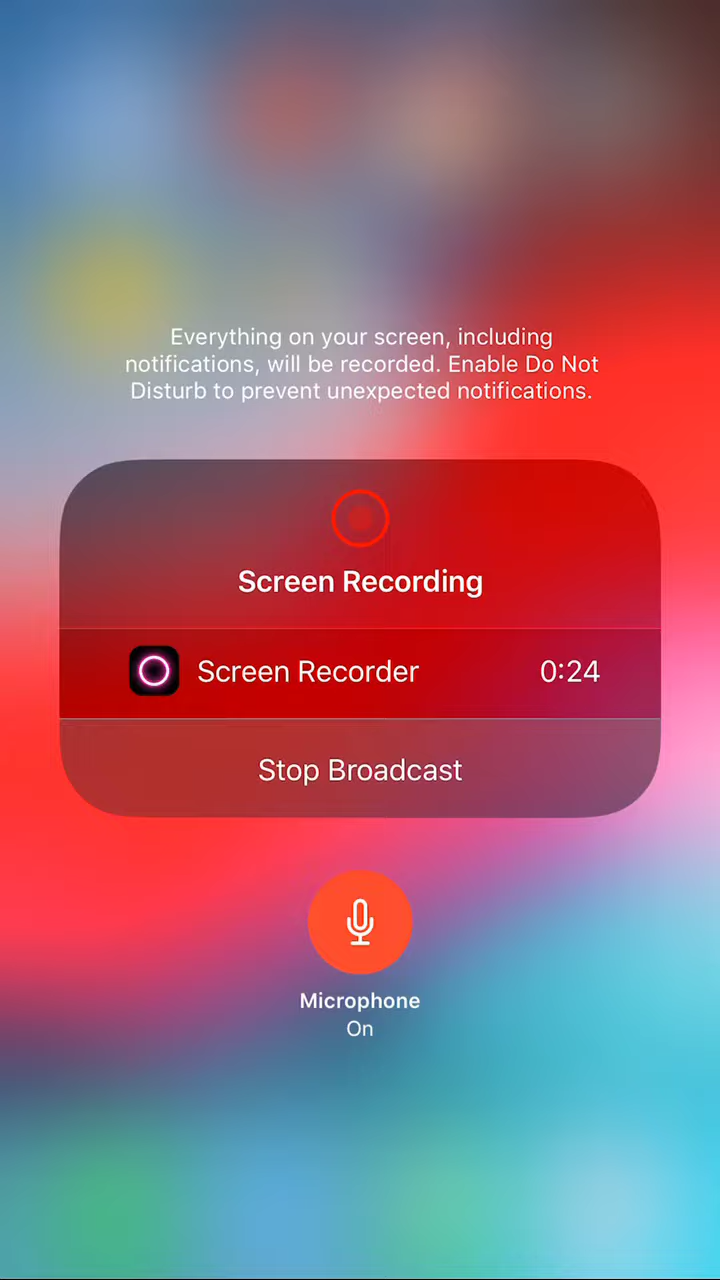 Everything on your screen, including
notifications, will be recorded. Enable Do Not
Disturb to prevent unexpected notifications.
Screen Recording
Screen Recorder 0:24
Stop Broadcast
Microphone
On